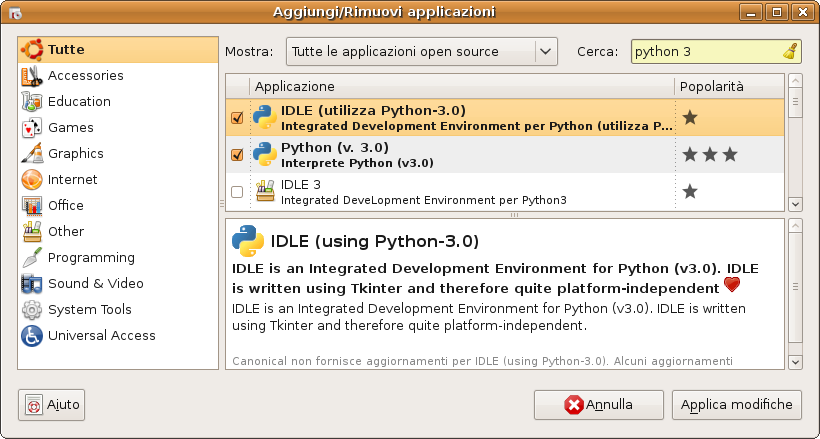 Aggiungi/Rimuovi applicazioni
Tutte
Accessories
Education
Games
Graphics
Internet
Office
Other
Programming
Sound & Video
System Tools
Universal Access
Mostra: Tutte le applicazioni open source Cerca: python 3
Applicazione Popolarità
IDLE (utilizza Python-3.0)
Integrated Development Environment per Python (utilizza P...
Python (v. 3.0)
Interprete Python (v3.0)
IDLE 3
Integrated DeveLopment Environment per Python3
IDLE (using Python-3.0)
IDLE is an Integrated Development Environment for Python (v3.0). IDLE
is written using Tkinter and therefore quite platform-independent
IDLE is an Integrated Development Environment for Python (v3.0). IDLE is written
using Tkinter and therefore quite platform-independent.
Canonical non fornisce aggiornamenti per IDLE (using Python-3.0). Alcuni aggiornamenti
Aiuto Annulla Applica modifiche